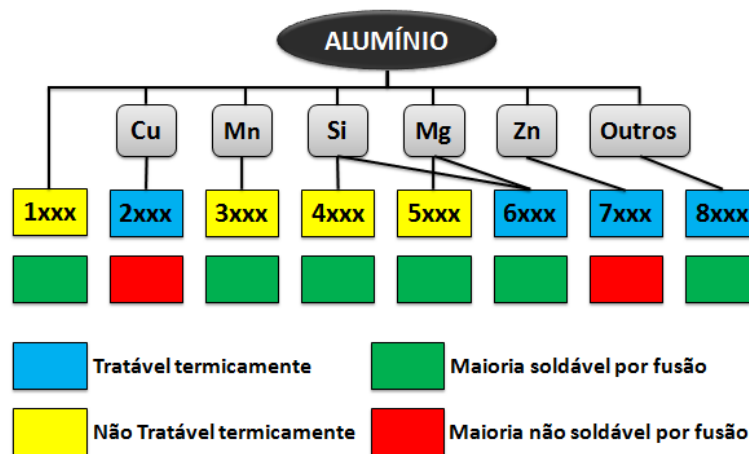 ALUMÍNIO
Cu Mn Si Mg Zn Outros
1xxx 2xxx 3xxx 4xxx 5xxx 6xxx 7xxx 8xxx
Tratável termicamente Maioria soldável por fusão
Não Tratável termicamente Maioria não soldável por fusão